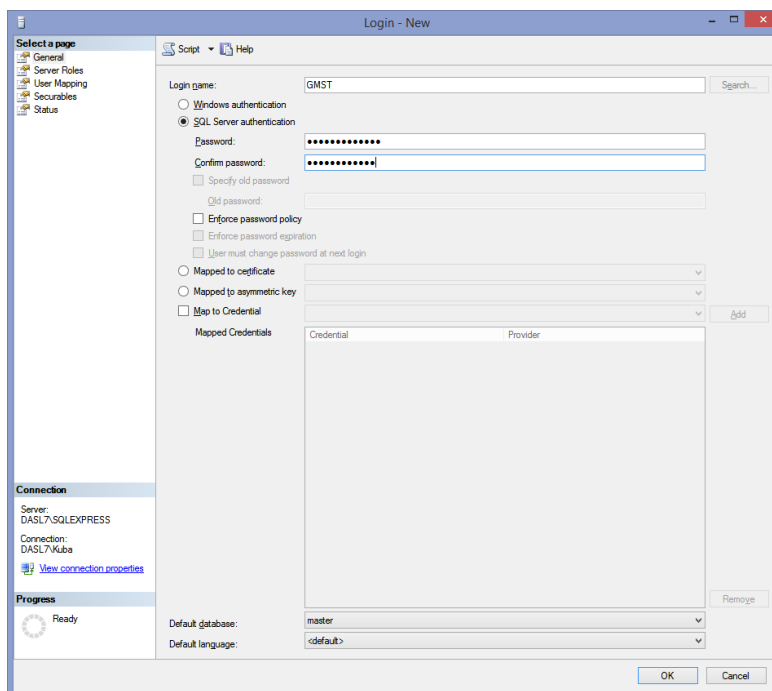 Login - New
Select a page
General
Server Roles
User Mapping
Securables
Status
Script
Help
Login name:
GMST
Search...
Windows authentication
SQL Server authentication
Password:
●●●●●●●●●●●●●
Confirm password:
●●●●●●●●●●●●
Specify old password
Old password:
Enforce password policy
Enforce password expiration
User must change password at next login
Mapped to certificate
Mapped to asymmetric key
Map to Credential
Add
Mapped Credentials
Credential
Provider
Remove
Default database:
master
Default language:
<default>
Connection
Server:
DASL7\SQLEXPRESS
Connection:
DASL7\Kuba
View connection properties
Progress
Ready
OK
Cancel